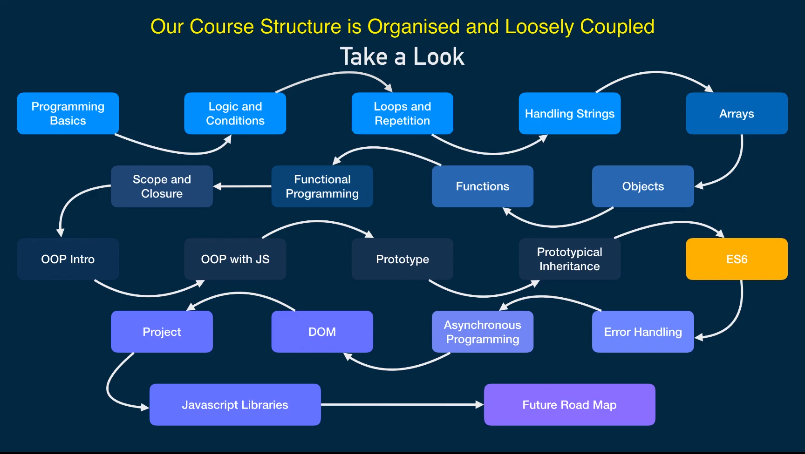 Our Course Structure is Organised and Loosely Coupled
Take a Look
Programming
Basics
Logic and
Conditions
Loops and
Repetition
Handling Strings
Arrays
Scope and
Closure
Functional
Programming
Functions
Objects
OOP Intro
OOP with JS
Prototype
Prototypical
Inheritance
ES6
Project
DOM
Asynchronous
Programming
Error Handling
Javascript Libraries
Future Road Map